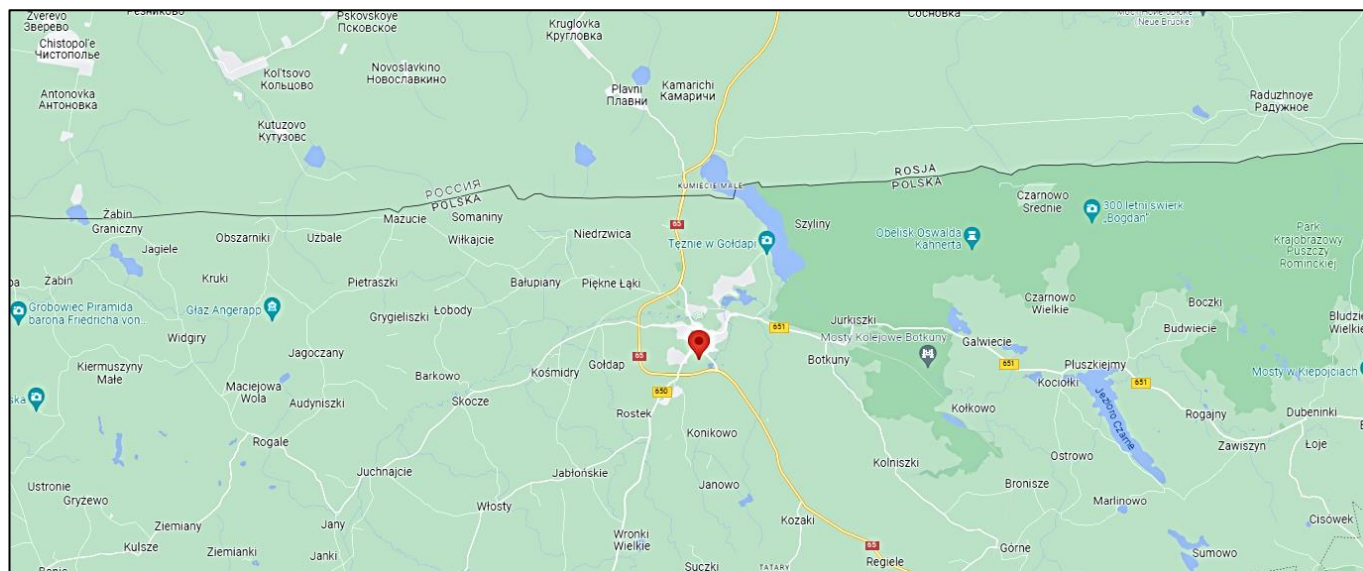 Zverevo
Зверево
Pskovskoye
Псковское
Kruglovka
Кругловка
Сосновка
(Neue Brücke)
Chistopol'e
Чистополье
Kol'tsovo
Кольцово
Novoslavkino
Новославкино
Plavni
Плавни
Kamarichi
Камаричи
Antonovka
Антоновка
Raduzhnoye
Радужное
Kutuzovo
Кутузовс
РОССИЯ
POLSKA
ROSJA
POLSKA
KUMIECIE MAŁE
Żabin
Graniczny
Mazucie
Somaniny
Czarnowo
Średnie
300 letni świerk
„Bogdan"
Obszarniki
Użbale
Wiłkajcie
Niedrzwica
65
Szyliny
Tężnie w Gołdapi
Obelisk Oswalda
Kahnerta
Park
Krajobrazowy
Puszczy
Rominckiej
Jagiele
Żabin
Kruki
Pietraszki
Bałupiany
Piękne Łąki
Grobowiec Piramida
barona Friedricha von...
Głaz Angerapp
Łobody
Grygieliszki
Czarnowo
Wielkie
Boczki
Budwiecie
Błudzie
Wielkie
Widgiry
651
Jurkiszki
Mosty Kolejowe Botkuny
Galwiecie
Jagoczany
65
Botkuny
651
Pluszkiejmy
Kiermuszyny
Małe
Gołdap
Kośmidry
Barkowo
Kociołki
651
Mosty w Kiepojciach
Maciejowa
Wola
Audyniszki
Skocze
650
Rostek
Kołkowo
Jezioro Czarne
Rogajny
Dubeninki
Rogale
Konikowo
Zawiszyn
Łoje
Juchnajcie
Jabłońskie
Kolniszki
Ostrowo
Ustronie
Gryżewo
Janowo
Bronisze
Marlinowo
Włosty
Ziemiany
Jany
Kozaki
Cisówek
Kulsze
Ziemianki
Janki
Wronki
Wielkie
65
Górne
Sumowo
Suczki
TATARY
Regiele